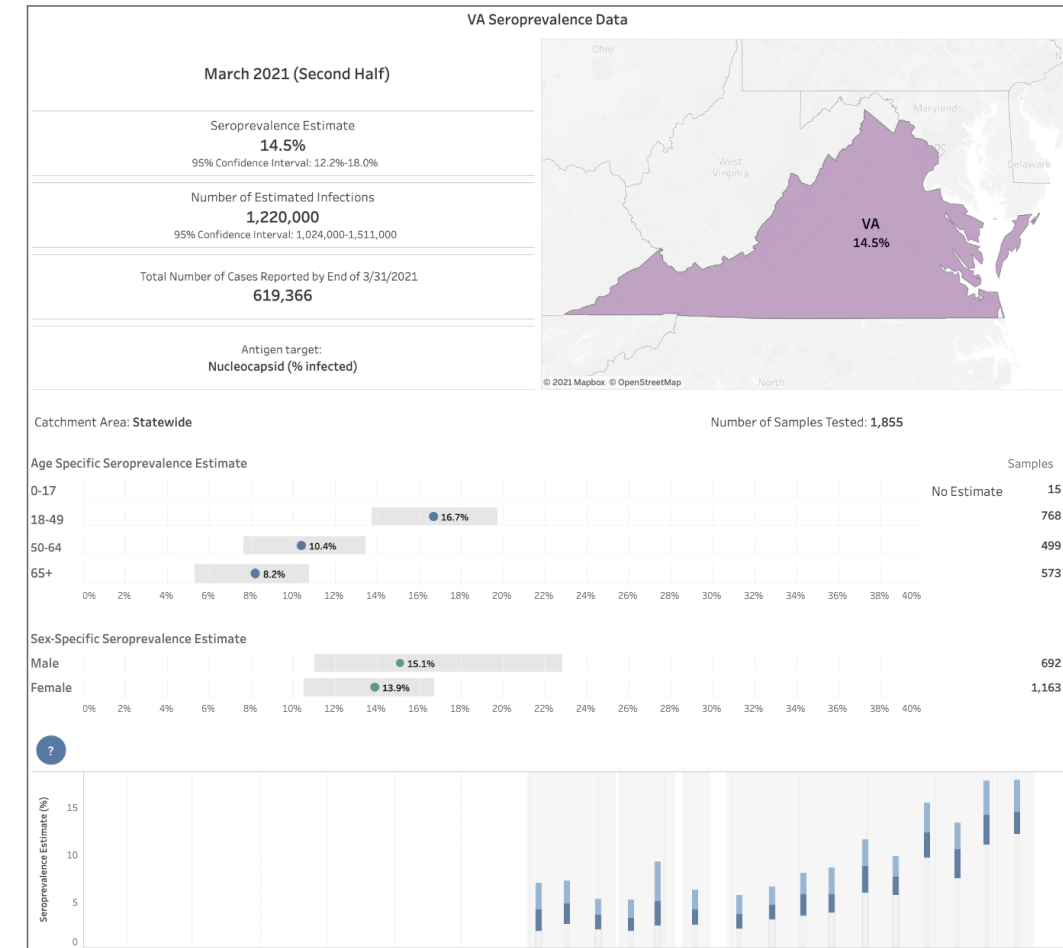 VA Seroprevalence Data
March 2021 (Second Half)
Seroprevalence Estimate
14.5%
95% Confidence Interval: 12.2%-18.0%
Number of Estimated Infections
1,220,000
95% Confidence Interval: 1,024,000-1,511,000
Total Number of Cases Reported by End of 3/31/2021
619,366
Antigen target:
Nucleocapsid (% infected)
Ohio
Maryland
DC
West
Virginia
Delaware
VA
14.5%
North
© 2021 Mapbox © OpenStreetMap
Catchment Area: Statewide
Number of Samples Tested: 1,855
Age Specific Seroprevalence Estimate
Samples
0-17 No Estimate 15
18-49 16.7% 768
50-64 10.4% 499
65+ 8.2% 573
0% 2% 4% 6% 8% 10% 12% 14% 16% 18% 20% 22% 24% 26% 28% 30% 32% 34% 36% 38% 40%
Sex-Specific Seroprevalence Estimate
Male 15.1% 692
Female 13.9% 1,163
0% 2% 4% 6% 8% 10% 12% 14% 16% 18% 20% 22% 24% 26% 28% 30% 32% 34% 36% 38% 40%
?
Seroprevalence Estimate (%)
15
10
5
0